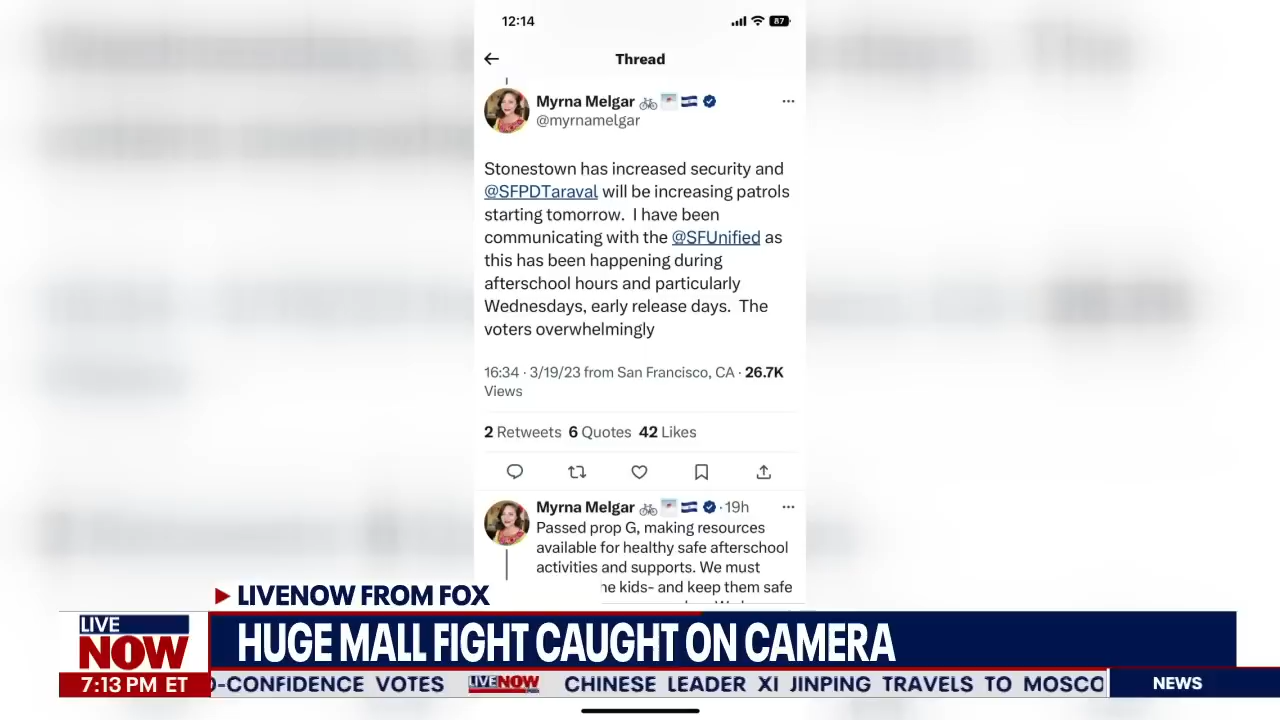 12:14
87
Thread
Myrna Melgar
@myrnamelgar
Stonestown has increased security and
@SFPDTaraval will be increasing patrols
starting tomorrow. I have been
communicating with the @SFUnified as
this has been happening during
afterschool hours and particularly
Wednesdays, early release days. The
voters overwhelmingly
16:34 · 3/19/23 from San Francisco, CA · 26.7K
Views
2 Retweets 6 Quotes 42 Likes
Myrna Melgar · 19h
Passed prop G, making resources
available for healthy safe afterschool
activities and supports. We must
he kids- and keep them safe
LIVENOW FROM FOX
LIVE
NOW
HUGE MALL FIGHT CAUGHT ON CAMERA
7:13 PM ET
O-CONFIDENCE VOTES LIVENOW CHINESE LEADER XI JINPING TRAVELS TO MOSCO
NEWS